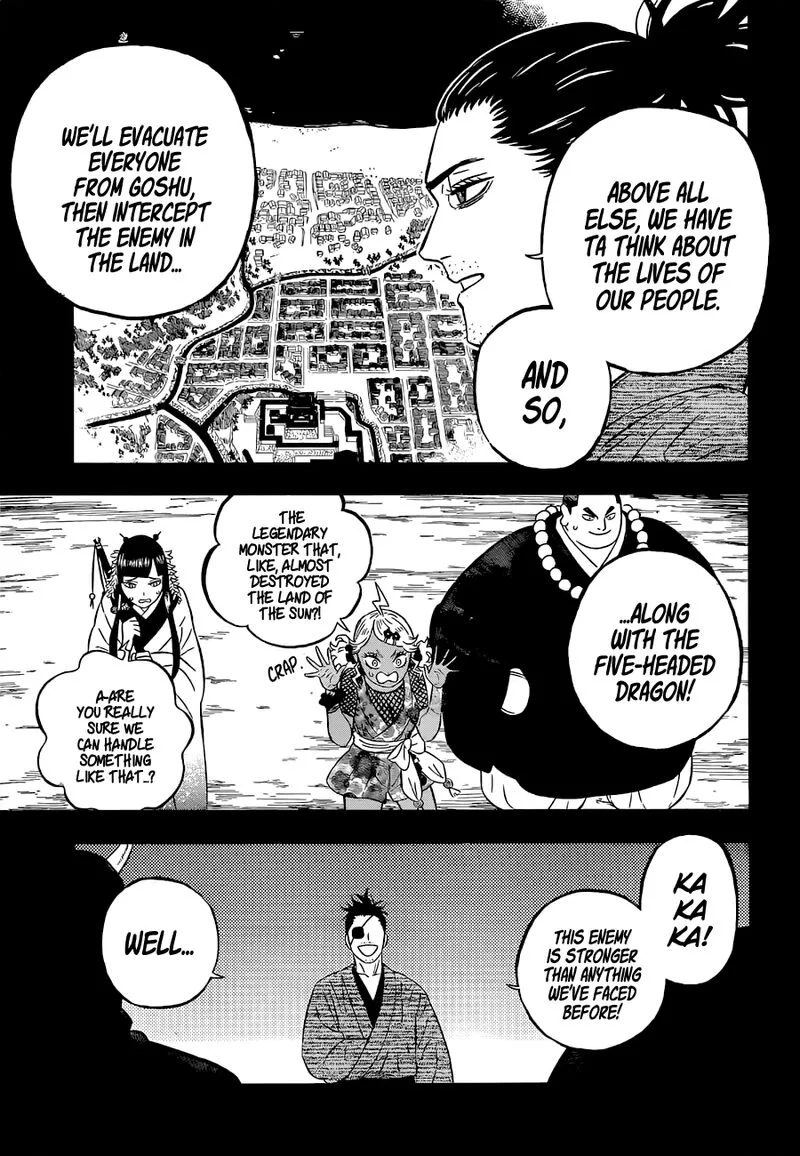 ABOVE ALL
ELSE, WE HAVE
TA THINK ABOUT
THE LIVES OF
OUR PEOPLE.
AND
SO,
WE'LL EVACUATE
EVERYONE
FROM GOSHU,
THEN INTERCEPT
THE ENEMY IN
THE LAND...
...ALONG
WITH THE
FIVE-HEADED
DRAGON!
THE
LEGENDARY
MONSTER THAT,
LIKE, ALMOST
DESTROYED
THE LAND OF
THE SUN?!
CRAP.
A-ARE
YOU REALLY
SURE WE
CAN HANDLE
SOMETHING
LIKE THAT..?
KA
KA
KA!
THIS ENEMY
IS STRONGER
THAN ANYTHING
WE'VE FACED
BEFORE!
WELL...